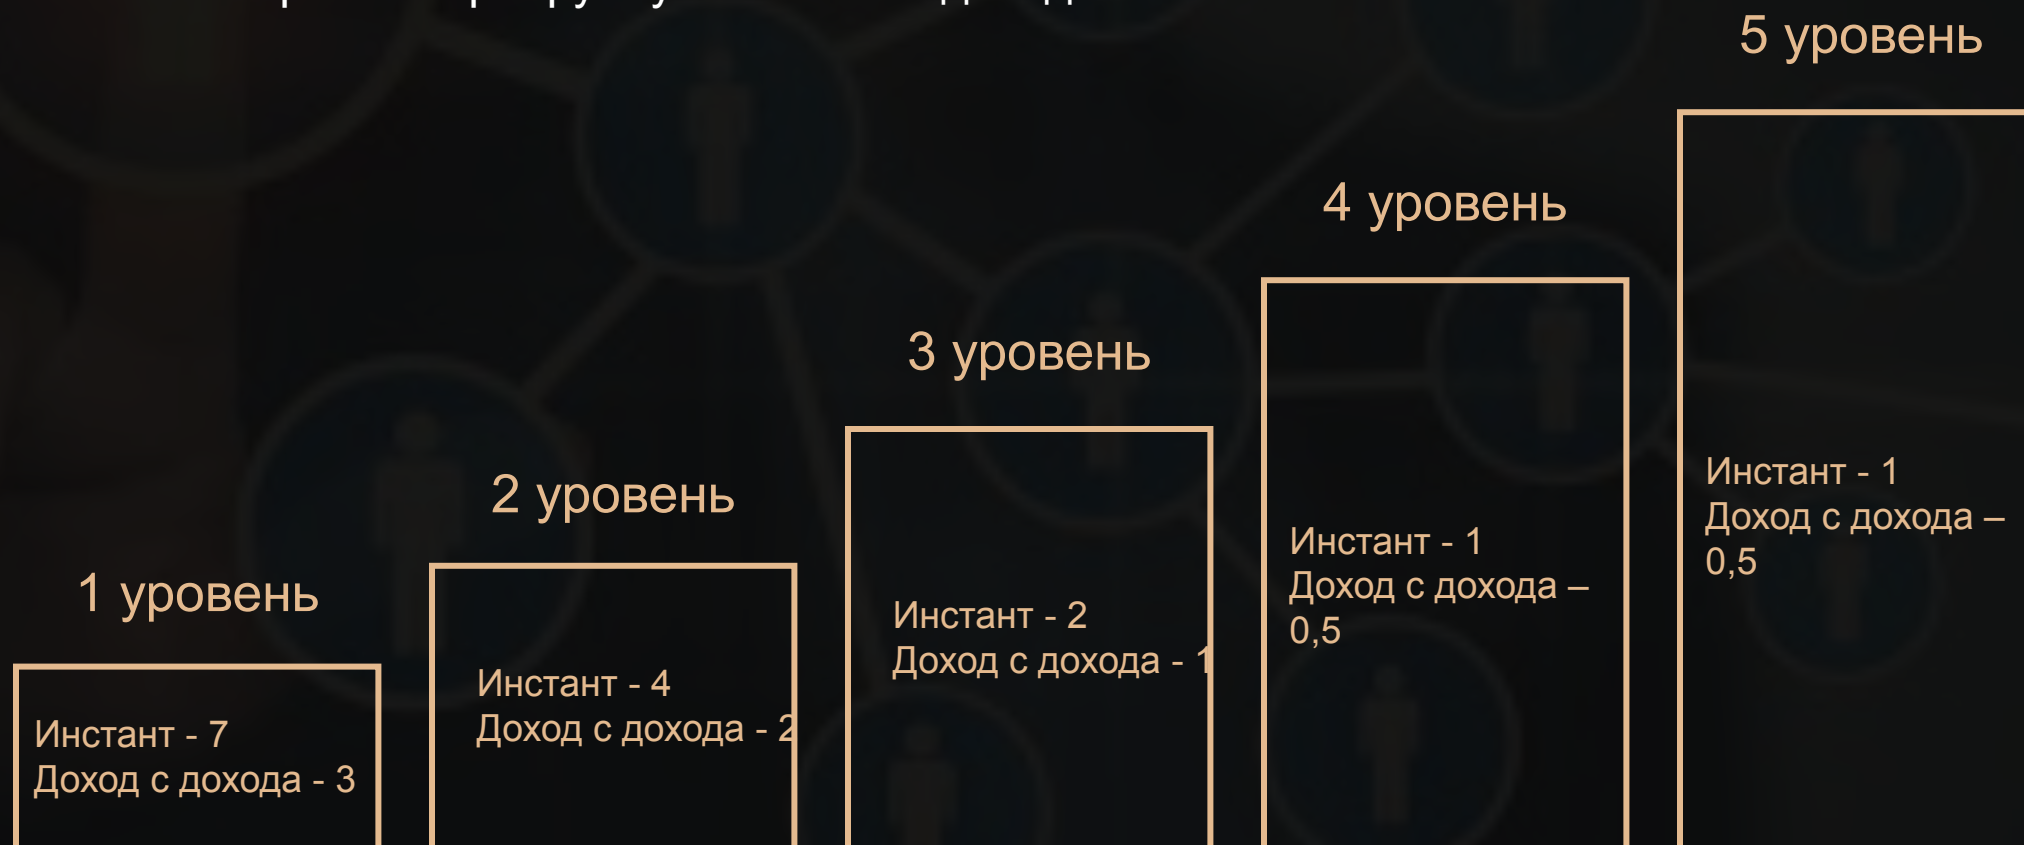 1 уровень
Инстант - 7
Доход с дохода - 3
2 уровень
Инстант - 4
Доход с дохода - 2
3 уровень
Инстант - 2
Доход с дохода - 1
4 уровень
Инстант - 1
Доход с дохода –
0,5
5 уровень
Инстант - 1
Доход с дохода –
0,5